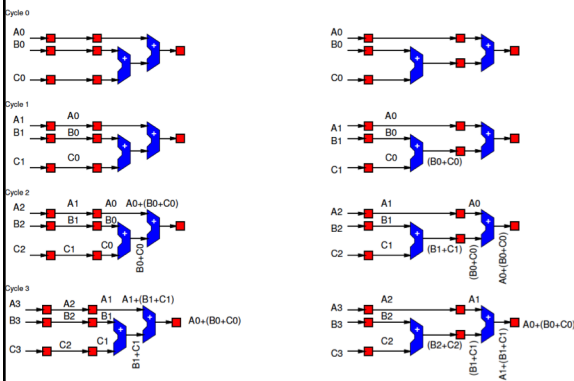 Cycle 0
A0
B0
+
+
C0
A0
B0
+
+
C0
Cycle 1
A1 A0
B1 B0
+
+
C1 C0
A1 A0
B1 B0
+
+
C1 C0 (B0+C0)
Cycle 2
A2 A1 A0 A0+(B0+C0)
B2 B1 B0
+
+
C2 C1 C0 B0+C0
A2 A1 A0
B2 B1
+
+
C2 C1 (B1+C1) (B0+C0) A0+(B0+C0)
Cycle 3
A3 A2 A1 A1+(B1+C1)
B3 B2 B1
+
+
A0+(B0+C0)
C3 C2 C1 B1+C1
A3 A2 A1
B3 B2
+
+
A0+(B0+C0)
C3 C2 (B2+C2) (B1+C1) A1+(B1+C1)